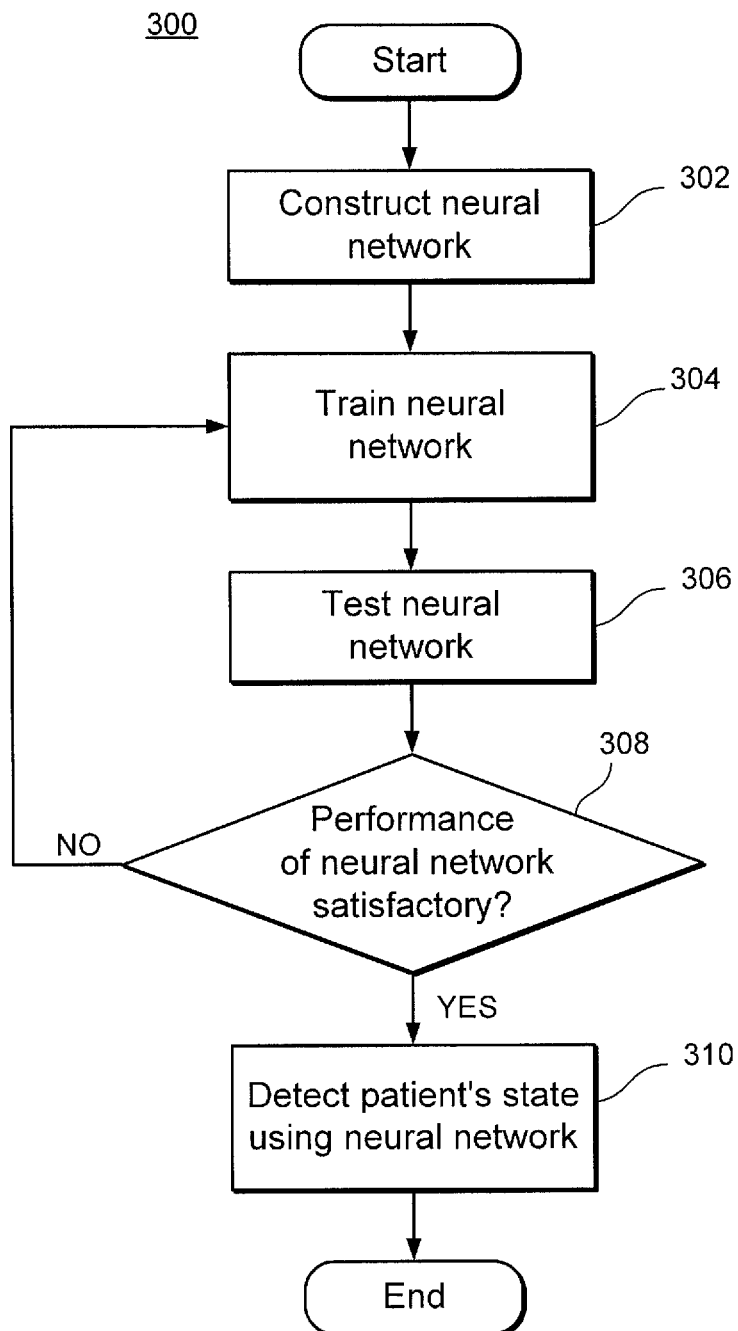 300
Start
Construct neural
network
302
Train neural
network
304
Test neural
network
306
Performance
of neural network
satisfactory?
308
NO
YES
Detect patient's state
using neural network
310
End